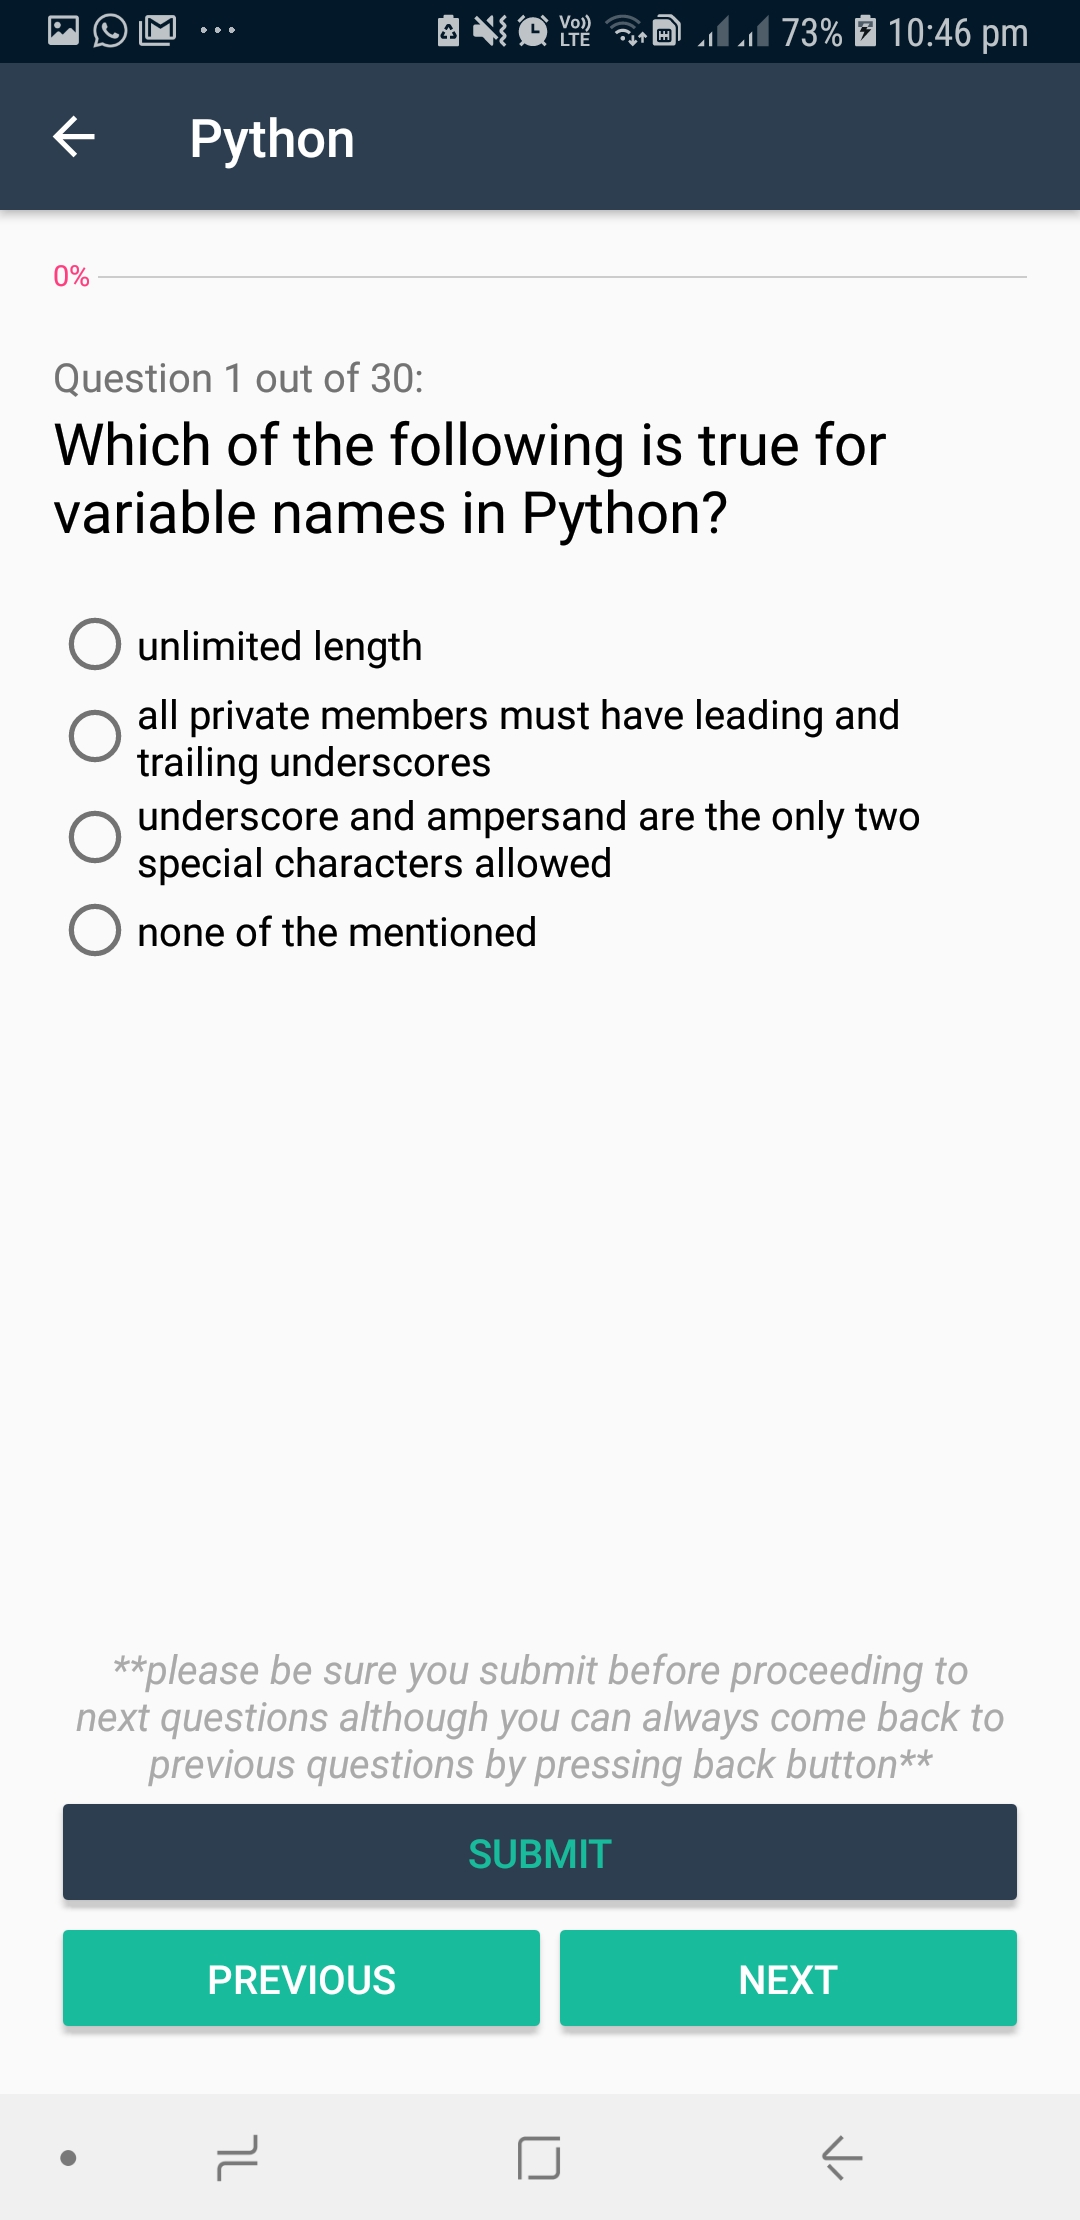 Vo)) LTE 73% 10:46 pm
Python
0%
Question 1 out of 30:
Which of the following is true for
variable names in Python?
unlimited length
all private members must have leading and
trailing underscores
underscore and ampersand are the only two
special characters allowed
none of the mentioned
**please be sure you submit before proceeding to
next questions although you can always come back to
previous questions by pressing back button**
SUBMIT
PREVIOUS NEXT